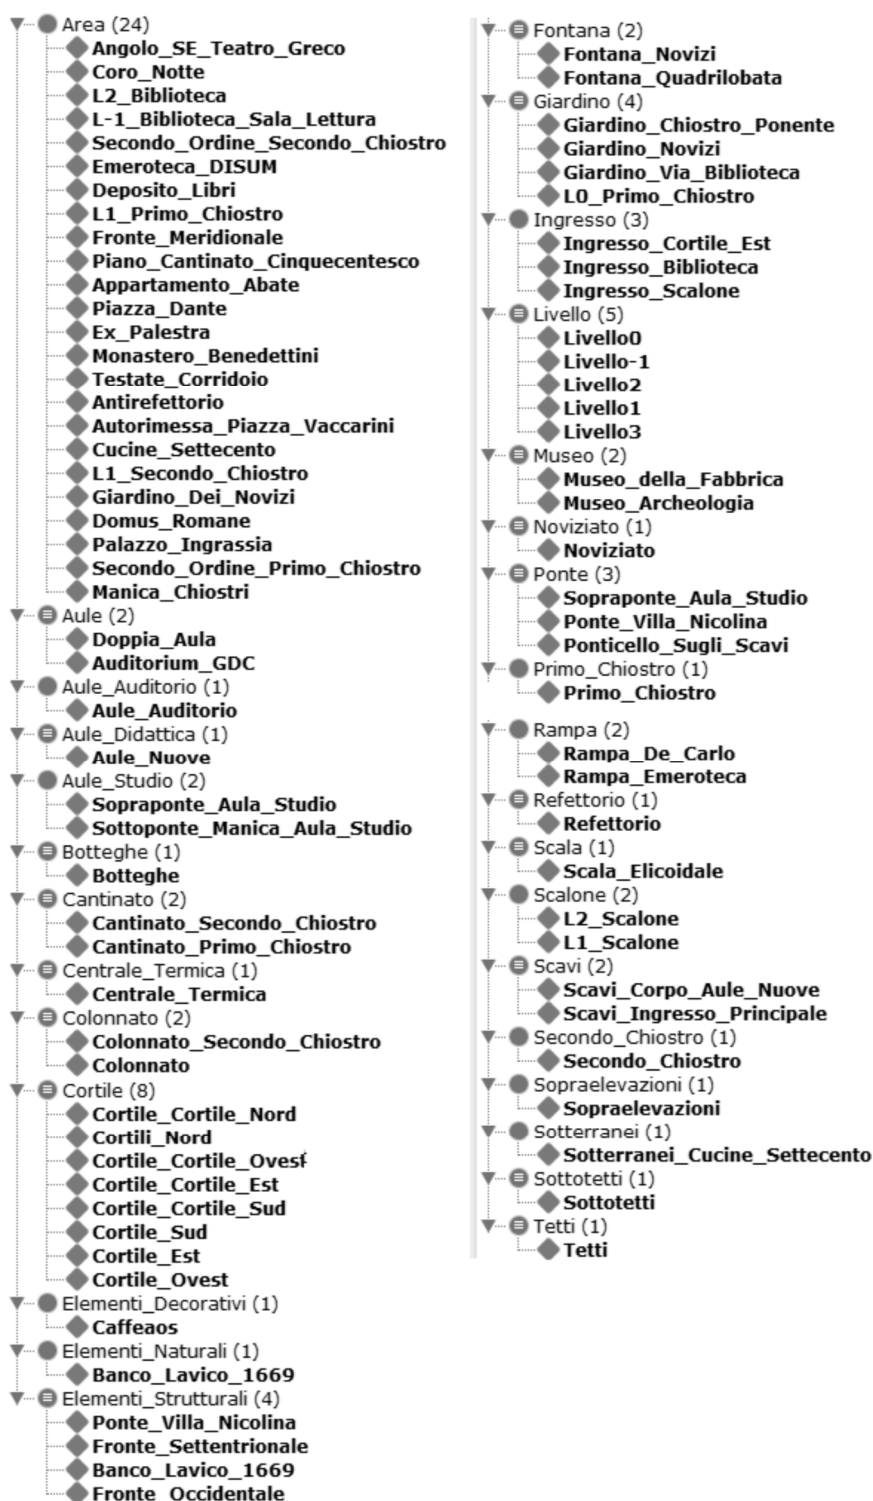 Area (24)
Angolo_SE_Teatro_Greco
Coro_Notte
L2_Biblioteca
L-1_Biblioteca_Sala_Lettura
Secondo_Ordine_Secondo_Chiostro
Emeroteca_DISUM
Deposito_Libri
L1_Primo_Chiostro
Fronte_Meridionale
Piano_Cantinato_Cinquecentesco
Appartamento_Abate
Piazza_Dante
Ex_Palestra
Monastero_Benedettini
Testate_Corridoio
Antirefettorio
Autorimessa_Piazza_Vaccarini
Cucine_Settecento
L1_Secondo_Chiostro
Giardino_Dei_Novizi
Domus_Romane
Palazzo_Ingrassia
Secondo_Ordine_Primo_Chiostro
Manica_Chiostri
Aule (2)
Doppia_Aula
Auditorium_GDC
Aule_Auditorio (1)
Aule_Auditorio
Aule_Didattica (1)
Aule_Nuove
Aule_Studio (2)
Sopraponte_Aula_Studio
Sottoponte_Manica_Aula_Studio
Botteghe (1)
Botteghe
Cantinato (2)
Cantinato_Secondo_Chiostro
Cantinato_Primo_Chiostro
Centrale_Termica (1)
Centrale_Termica
Colonnato (2)
Colonnato_Secondo_Chiostro
Colonnato
Cortile (8)
Cortile_Cortile_Nord
Cortili_Nord
Cortile_Cortile_Ovest
Cortile_Cortile_Est
Cortile_Cortile_Sud
Cortile_Sud
Cortile_Est
Cortile_Ovest
Elementi_Decorativi (1)
Caffeaos
Elementi_Naturali (1)
Banco_Lavico_1669
Elementi_Strutturali (4)
Ponte_Villa_Nicolina
Fronte_Settentrionale
Banco_Lavico_1669
Fronte_Occidentale
Fontana (2)
Fontana_Novizi
Fontana_Quadrilobata
Giardino (4)
Giardino_Chiostro_Ponente
Giardino_Novizi
Giardino_Via_Biblioteca
L0_Primo_Chiostro
Ingresso (3)
Ingresso_Cortile_Est
Ingresso_Biblioteca
Ingresso_Scalone
Livello (5)
Livello0
Livello-1
Livello2
Livello1
Livello3
Museo (2)
Museo_della_Fabbrica
Museo_Archeologia
Noviziato (1)
Noviziato
Ponte (3)
Sopraponte_Aula_Studio
Ponte_Villa_Nicolina
Ponticello_Sugli_Scavi
Primo_Chiostro (1)
Primo_Chiostro
Rampa (2)
Rampa_De_Carlo
Rampa_Emeroteca
Refettorio (1)
Refettorio
Scala (1)
Scala_Elicoidale
Scalone (2)
L2_Scalone
L1_Scalone
Scavi (2)
Scavi_Corpo_Aule_Nuove
Scavi_Ingresso_Principale
Secondo_Chiostro (1)
Secondo_Chiostro
Sopraelevazioni (1)
Sopraelevazioni
Sotterranei (1)
Sotterranei_Cucine_Settecento
Sottotetti (1)
Sottotetti
Tetti (1)
Tetti